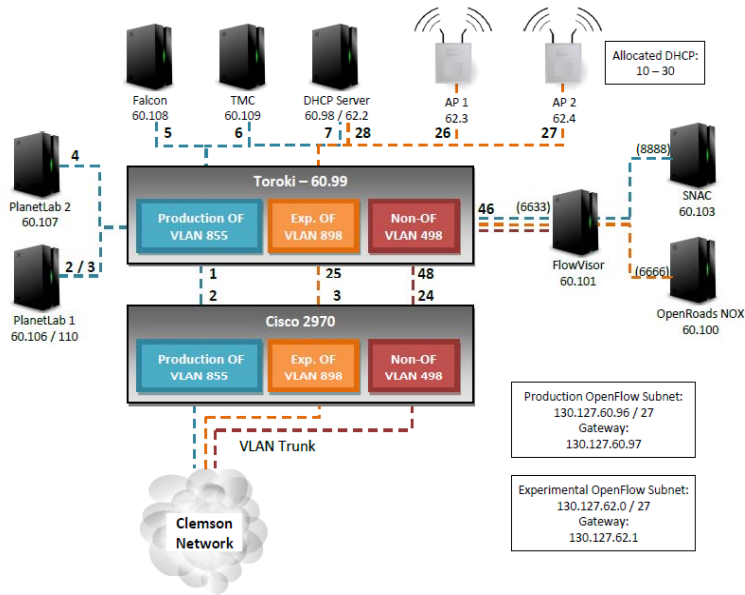 Falcon
60.108
TMC
60.109
DHCP Server
60.98 / 62.2
AP 1
62.3
AP 2
62.4
Allocated DHCP:
10 – 30
5
6
7
28
26
27
4
PlanetLab 2
60.107
2 / 3
PlanetLab 1
60.106 / 110
Toroki – 60.99
Production OF
VLAN 855
Exp. OF
VLAN 898
Non-OF
VLAN 498
46
(6633)
FlowVisor
60.101
(8888)
SNAC
60.103
(6666)
OpenRoads NOX
60.100
1
25
48
2
3
24
Cisco 2970
Production OF
VLAN 855
Exp. OF
VLAN 898
Non-OF
VLAN 498
VLAN Trunk
Clemson
Network
Production OpenFlow Subnet:
130.127.60.96 / 27
Gateway:
130.127.60.97
Experimental OpenFlow Subnet:
130.127.62.0 / 27
Gateway:
130.127.62.1